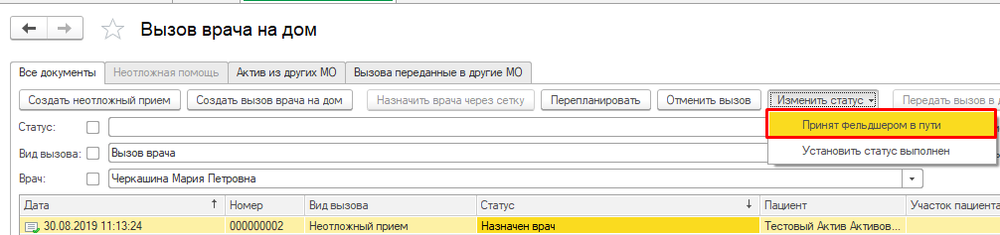 Вызов врача на дом
Все документы Неотложная помощь Актив из других МО Вызова переданные в другие МО
Создать неотложный прием Создать вызов врача на дом Назначить врача через сетку Перепланировать Отменить вызов Изменить статус Передать вызов в д
Статус: Принят фельдшером в пути
Вид вызова: Вызов врача Установить статус выполнен
Врач: Черкашина Мария Петровна
Дата Номер Вид вызова Статус Пациент Участок пациента
30.08.2019 11:13:24 000000002 Неотложный прием Назначен врач Тестовый Актив Активов...